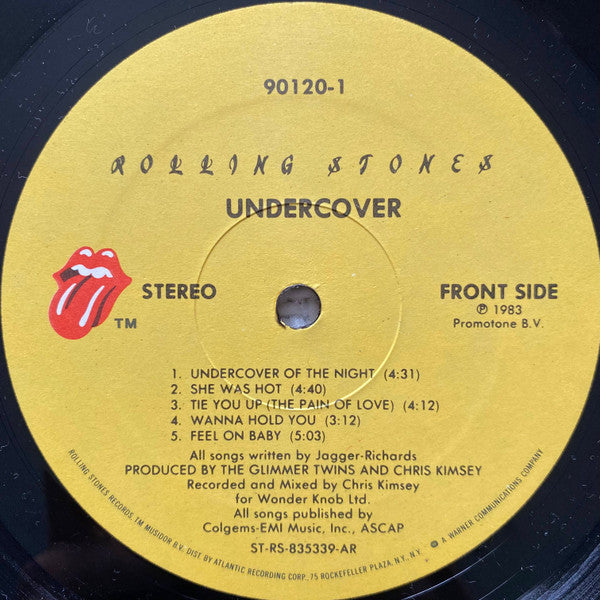 90120-1
ROLLING STONES
UNDERCOVER
TM
STEREO
FRONT SIDE
℗ 1983
Promotone B.V.
1. UNDERCOVER OF THE NIGHT (4:31)
2. SHE WAS HOT (4:40)
3. TIE YOU UP (THE PAIN OF LOVE) (4:12)
4. WANNA HOLD YOU (3:12)
5. FEEL ON BABY (5:03)
All songs written by Jagger-Richards
PRODUCED BY THE GLIMMER TWINS AND CHRIS KIMSEY
Recorded and Mixed by Chris Kimsey
for Wonder Knob Ltd.
All songs published by
Colgems-EMI Music, Inc., ASCAP
ST-RS-835339-AR
ROLLING STONES RECORDS, TM MUSIDOR B.V. DIST. BY ATLANTIC RECORDING CORP., 75 ROCKEFELLER PLAZA, N.Y., N.Y. A WARNER COMMUNICATIONS COMPANY